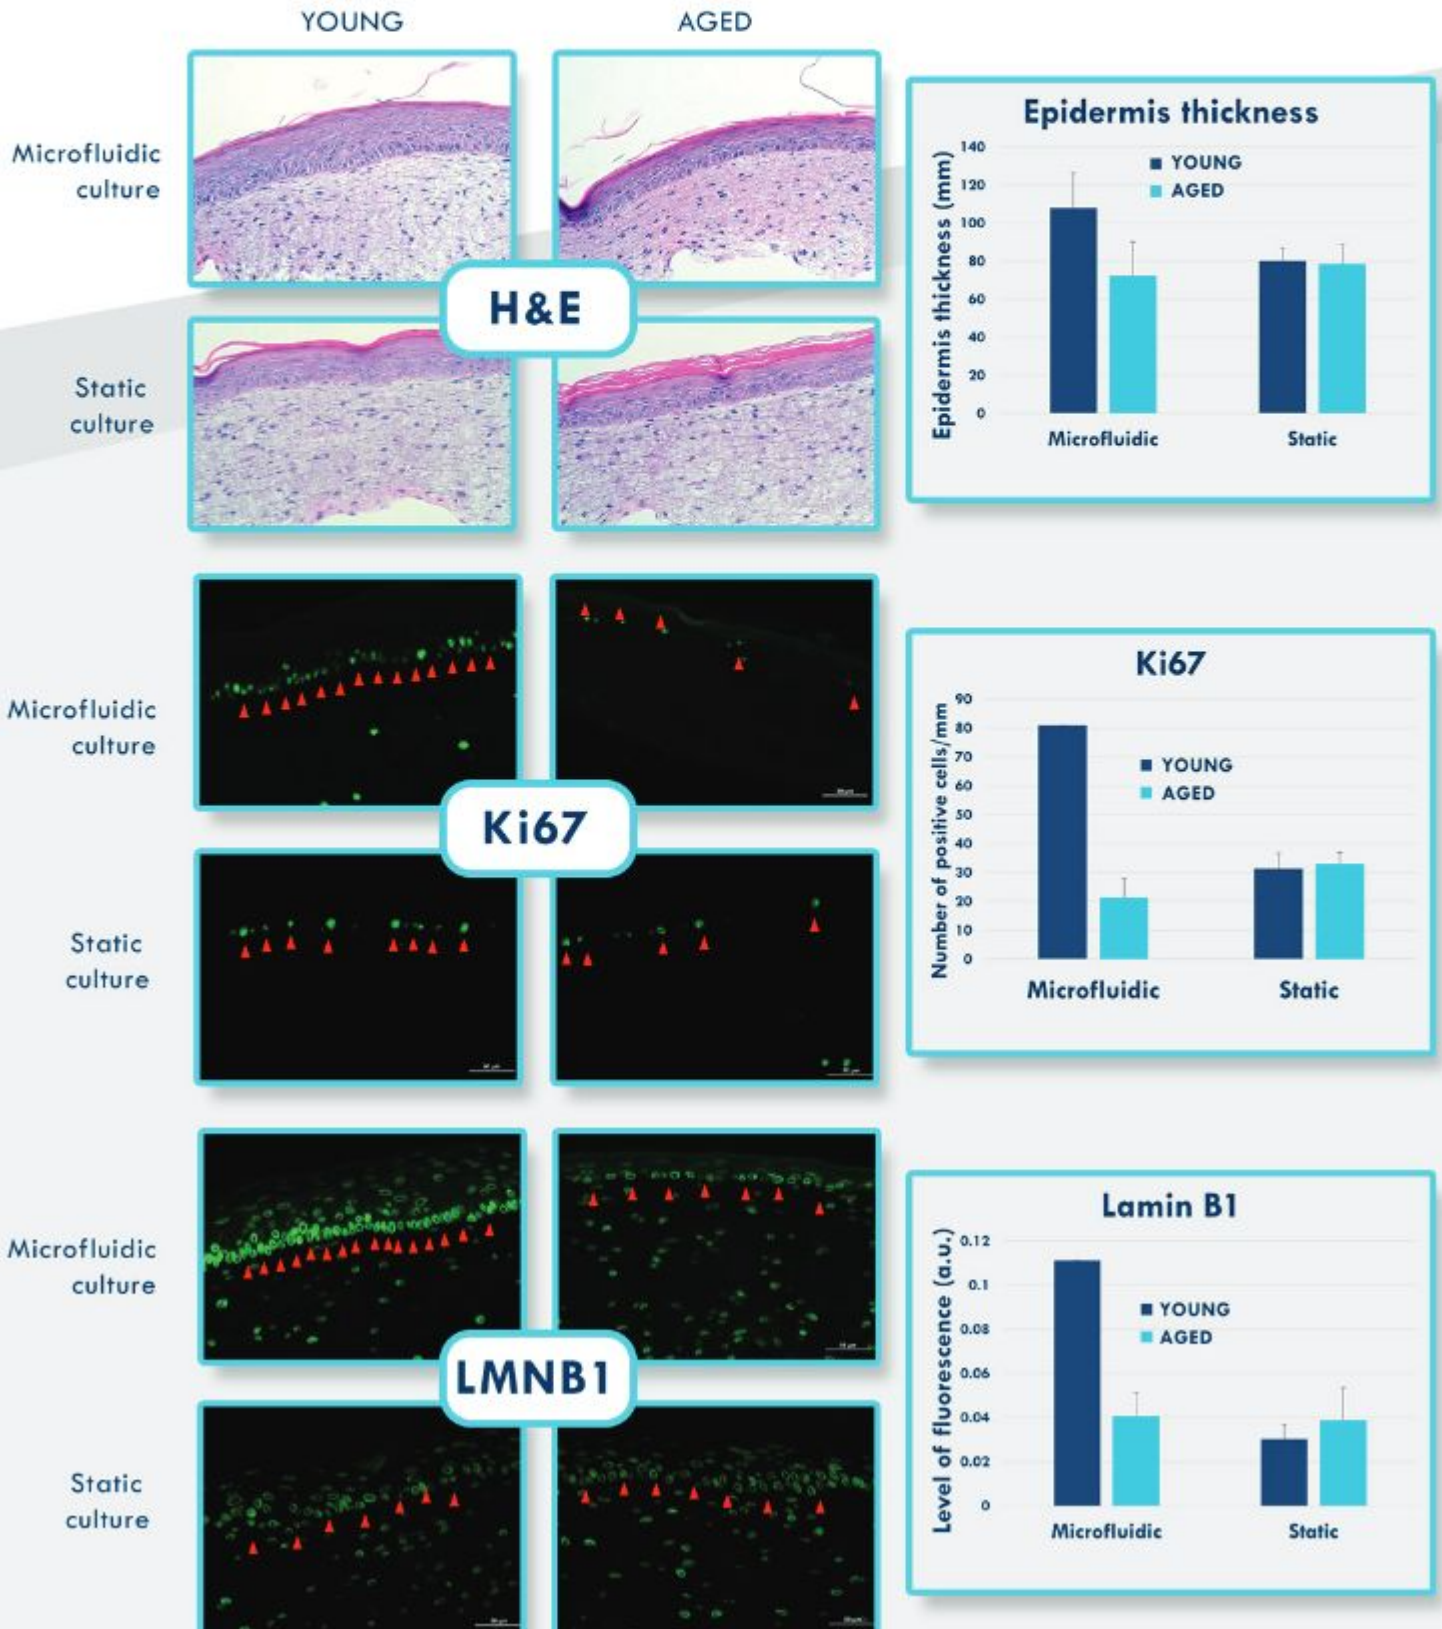 YOUNG
AGED
Microfluidic
culture
H&E
Static
culture
Epidermis thickness
Epidermis thickness (mm)
140
120
100
80
60
40
20
0
YOUNG
AGED
Microfluidic
Static
Microfluidic
culture
Ki67
Static
culture
Ki67
Number of positive cells/mm
90
80
70
60
50
40
30
20
10
0
YOUNG
AGED
Microfluidic
Static
Microfluidic
culture
LMNB1
Static
culture
Lamin B1
Level of fluorescence (a.u.)
0.12
0.1
0.08
0.06
0.04
0.02
0
YOUNG
AGED
Microfluidic
Static